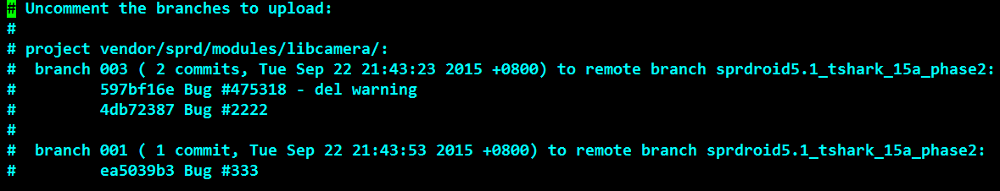 # Uncomment the branches to upload:
#
# project vendor/sprd/modules/libcamera/:
#  branch 003 ( 2 commits, Tue Sep 22 21:43:23 2015 +0800) to remote branch sprdroid5.1_tshark_15a_phase2:
#         597bf16e Bug #475318 - del warning
#         4db72387 Bug #2222
#
#  branch 001 ( 1 commit, Tue Sep 22 21:43:53 2015 +0800) to remote branch sprdroid5.1_tshark_15a_phase2:
#         ea5039b3 Bug #333